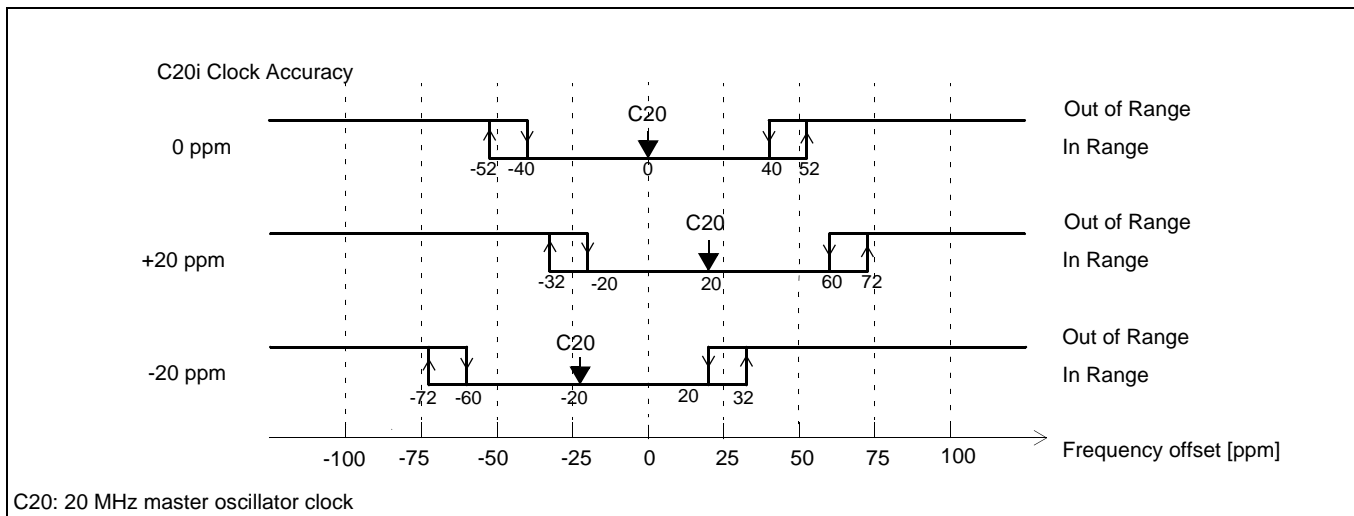 C20i Clock Accuracy
C20
Out of Range
0 ppm
In Range
-52 -40 0 40 52
C20
Out of Range
+20 ppm
In Range
-32 -20 20 60 72
C20
Out of Range
-20 ppm
In Range
-72 -60 -20 20 32
-100 -75 -50 -25 0 25 50 75 100
Frequency offset [ppm]
C20: 20 MHz master oscillator clock